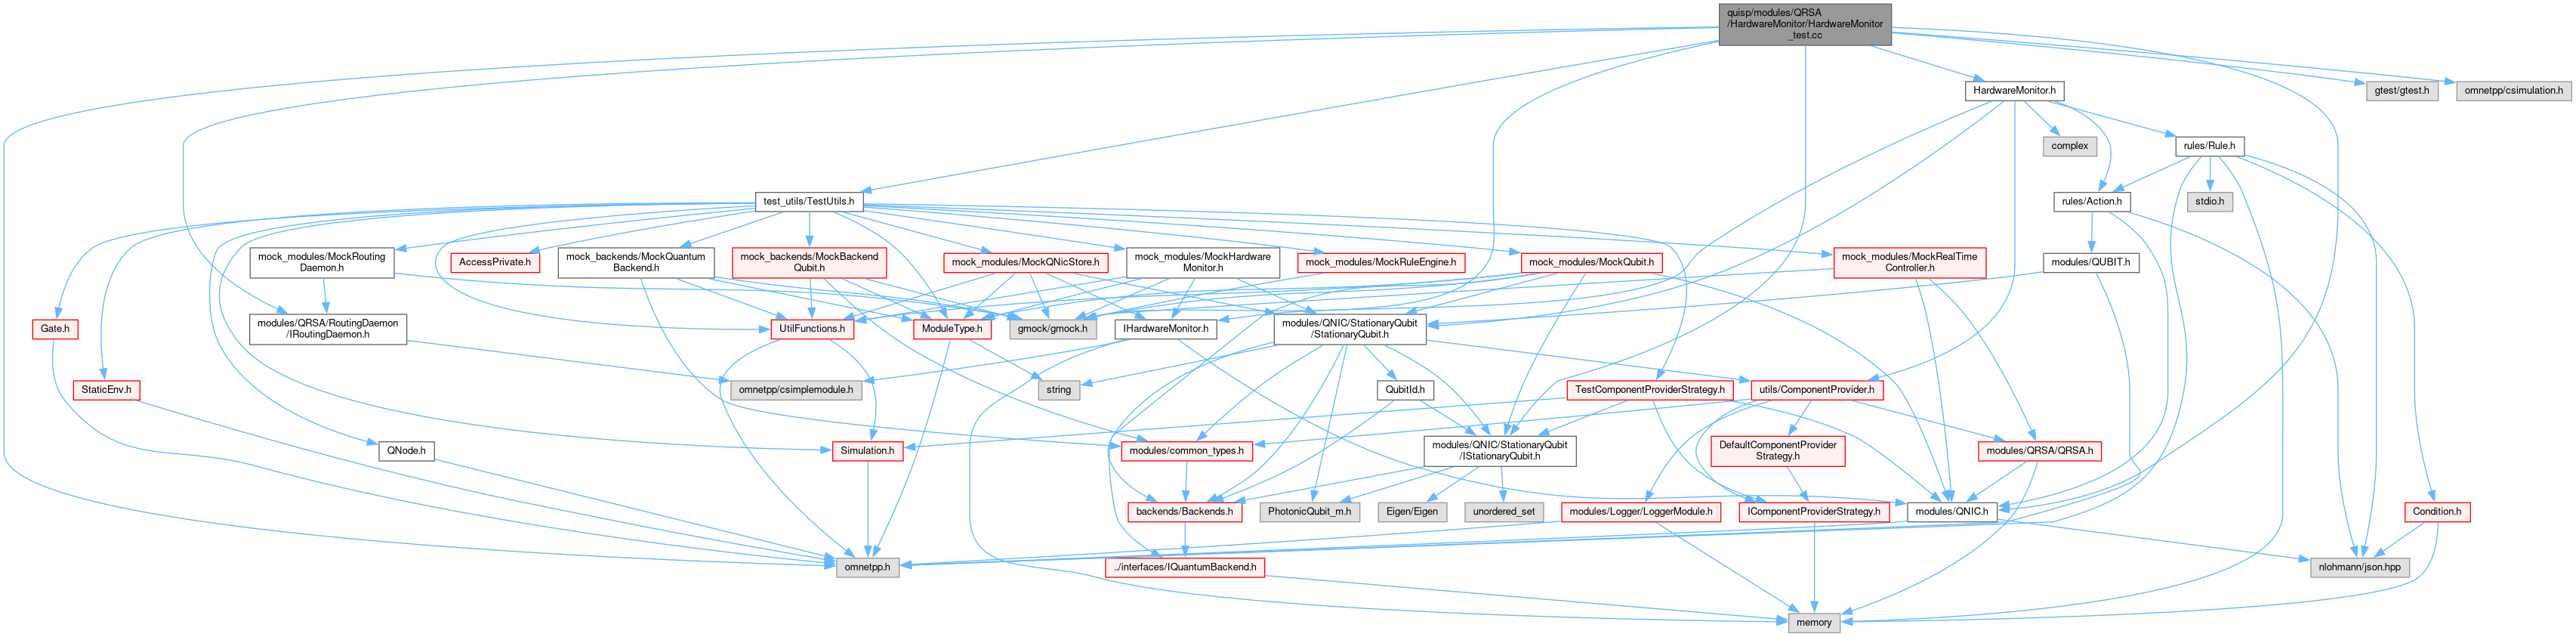 quisp/modules/QRSA
/HardwareMonitor/HardwareMonitor
_test.cc
HardwareMonitor.h
gtest/gtest.h
omnetpp/csimulation.h
complex
rules/Rule.h
test_utils/TestUtils.h
rules/Action.h
stdio.h
mock_modules/MockRouting
Daemon.h
AccessPrivate.h
mock_backends/MockQuantum
Backend.h
mock_backends/MockBackend
Qubit.h
mock_modules/MockQNicStore.h
mock_modules/MockHardware
Monitor.h
mock_modules/MockRuleEngine.h
mock_modules/MockQubit.h
mock_modules/MockRealTime
Controller.h
modules/QUBIT.h
Gate.h
modules/QRSA/RoutingDaemon
/IRoutingDaemon.h
UtilFunctions.h
ModuleType.h
gmock/gmock.h
IHardwareMonitor.h
modules/QNIC/StationaryQubit
/StationaryQubit.h
StaticEnv.h
omnetpp/csimplemodule.h
string
QubitId.h
TestComponentProviderStrategy.h
utils/ComponentProvider.h
QNode.h
Simulation.h
modules/common_types.h
modules/QNIC/StationaryQubit
/IStationaryQubit.h
DefaultComponentProvider
Strategy.h
modules/QRSA/QRSA.h
backends/Backends.h
PhotonicQubit_m.h
Eigen/Eigen
unordered_set
modules/Logger/LoggerModule.h
IComponentProviderStrategy.h
modules/QNIC.h
Condition.h
omnetpp.h
../interfaces/IQuantumBackend.h
nlohmann/json.hpp
memory